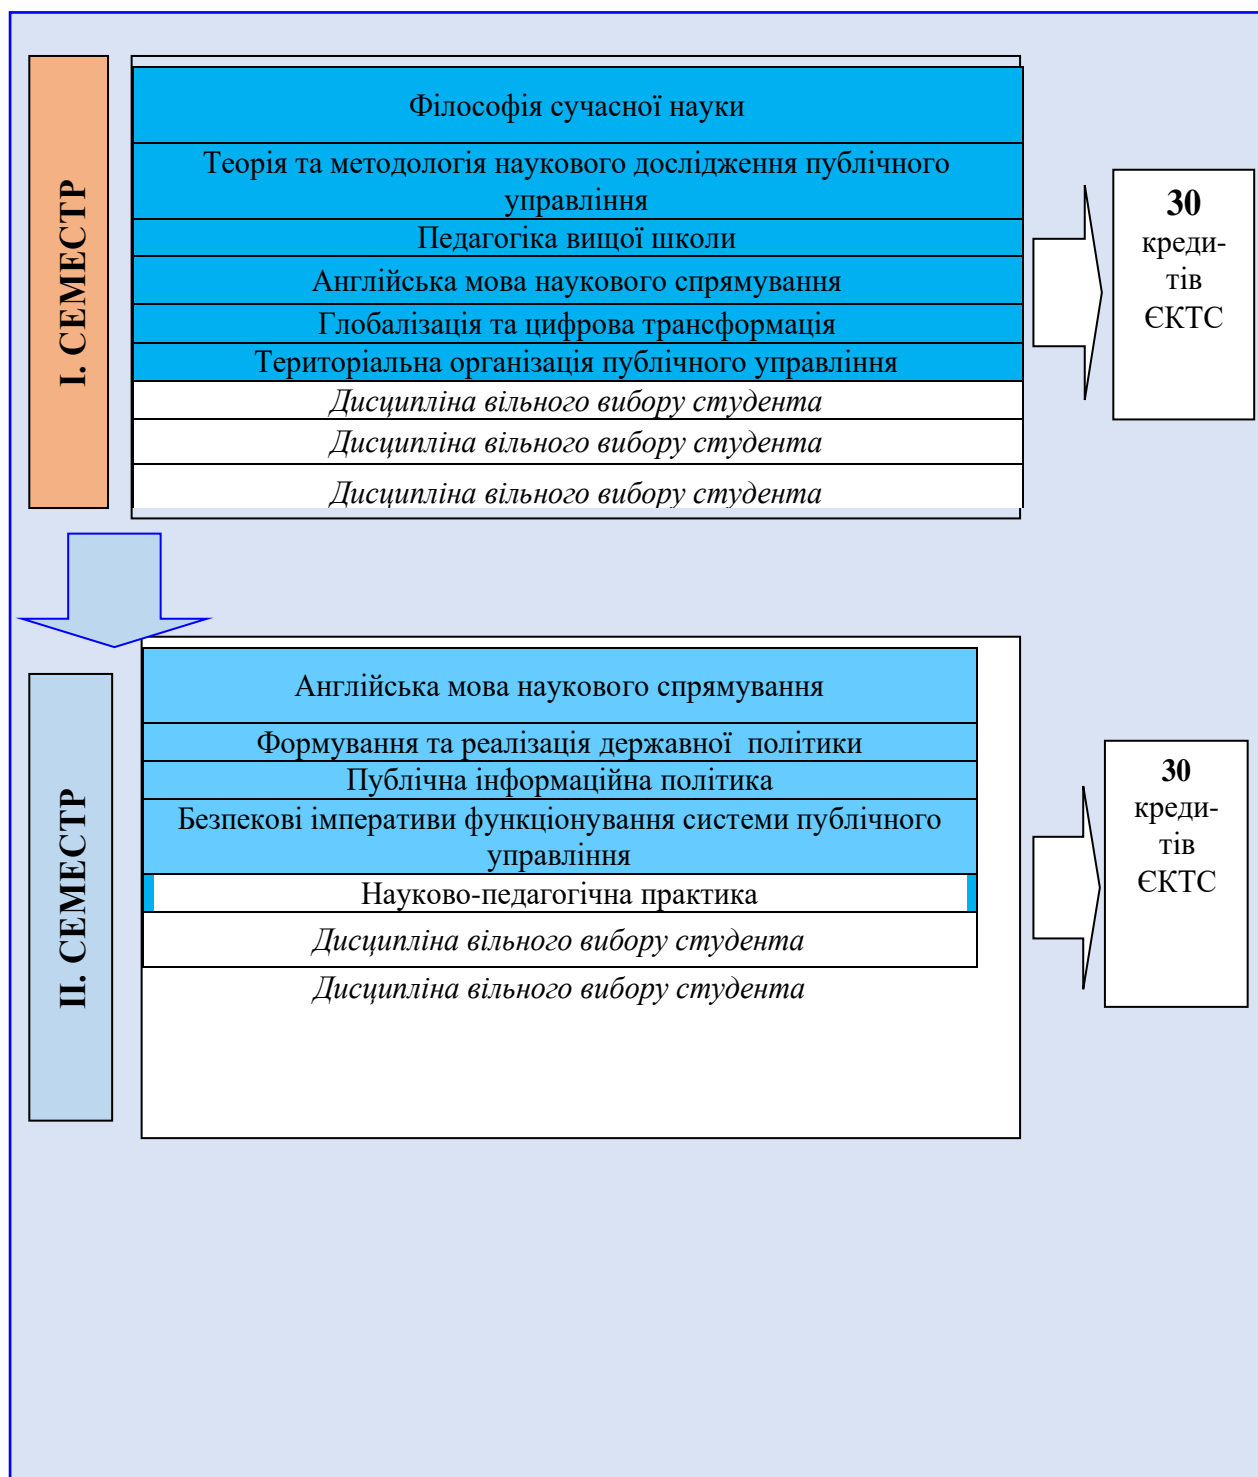 І. СЕМЕСТР
Філософія сучасної науки
Теорія та методологія наукового дослідження публічного
управління
Педагогіка вищої школи
Англійська мова наукового спрямування
Глобалізація та цифрова трансформація
Територіальна організація публічного управління
Дисципліна вільного вибору студента
Дисципліна вільного вибору студента
Дисципліна вільного вибору студента
30
креди-
тів
ЄКТС
ІІ. СЕМЕСТР
Англійська мова наукового спрямування
Формування та реалізація державної  політики
Публічна інформаційна політика
Безпекові імперативи функціонування системи публічного
управління
Науково-педагогічна практика
Дисципліна вільного вибору студента
Дисципліна вільного вибору студента
30
креди-
тів
ЄКТС